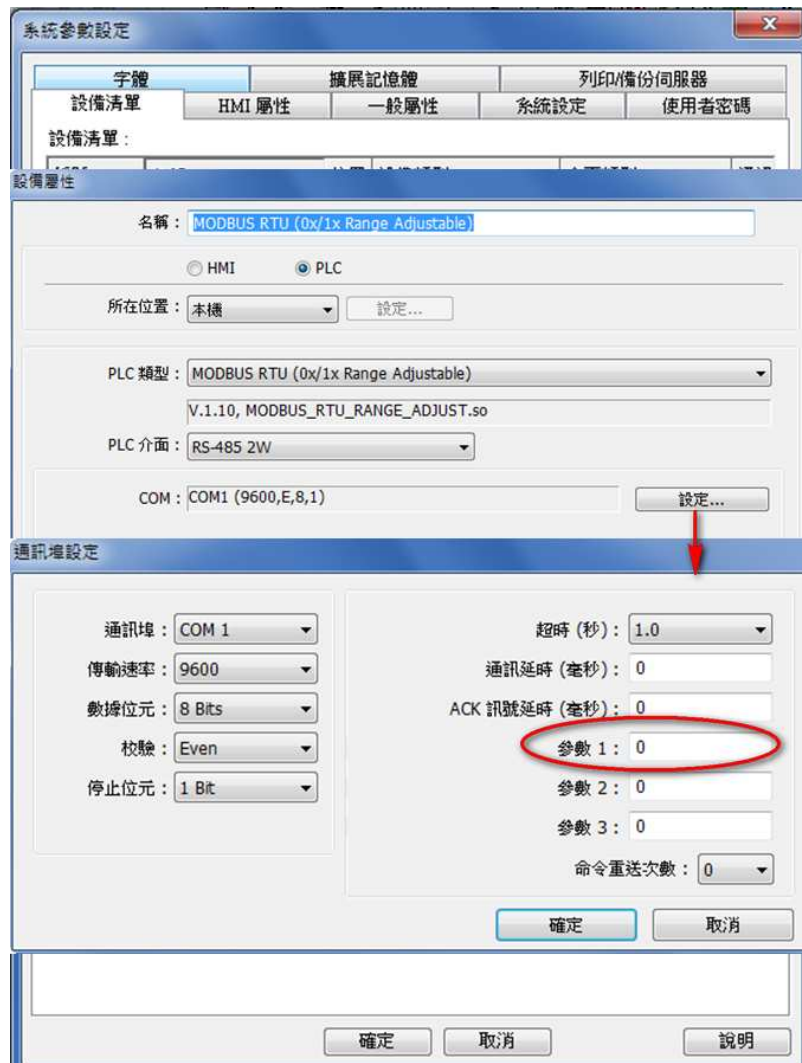 系統參數設定
字體 擴展記憶體 列印/備份伺服器
設備清單 HMI 屬性 一般屬性 系統設定 使用者密碼
設備清單：
設備屬性
名稱： MODBUS RTU (0x/1x Range Adjustable)
HMI PLC
所在位置： 本機 設定...
PLC 類型： MODBUS RTU (0x/1x Range Adjustable)
V.1.10, MODBUS_RTU_RANGE_ADJUST.so
PLC 介面： RS-485 2W
COM： COM1 (9600,E,8,1) 設定...
通訊埠設定
通訊埠： COM 1 超時 (秒)： 1.0
傳輸速率： 9600 通訊延時 (毫秒)： 0
數據位元： 8 Bits ACK 訊號延時 (毫秒)： 0
校驗： Even 參數 1： 0
停止位元： 1 Bit 參數 2： 0
參數 3： 0
命令重送次數： 0
確定 取消
確定 取消 說明